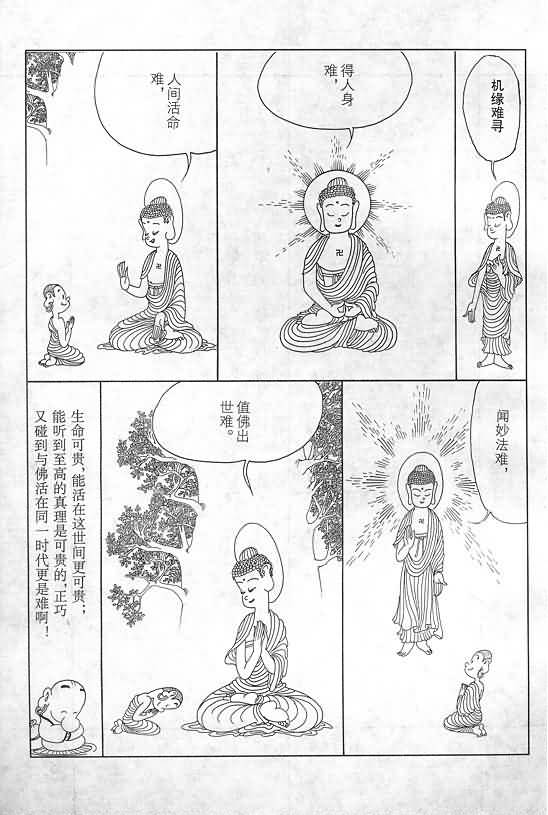 机缘难寻
得人身
难，
人间活命
难，
闻妙法难，
值佛出
世难。
生命可贵，能活在这世间更可贵；
能听到至高的真理是可贵的，正巧
又碰到与佛活在同一时代更是难啊！